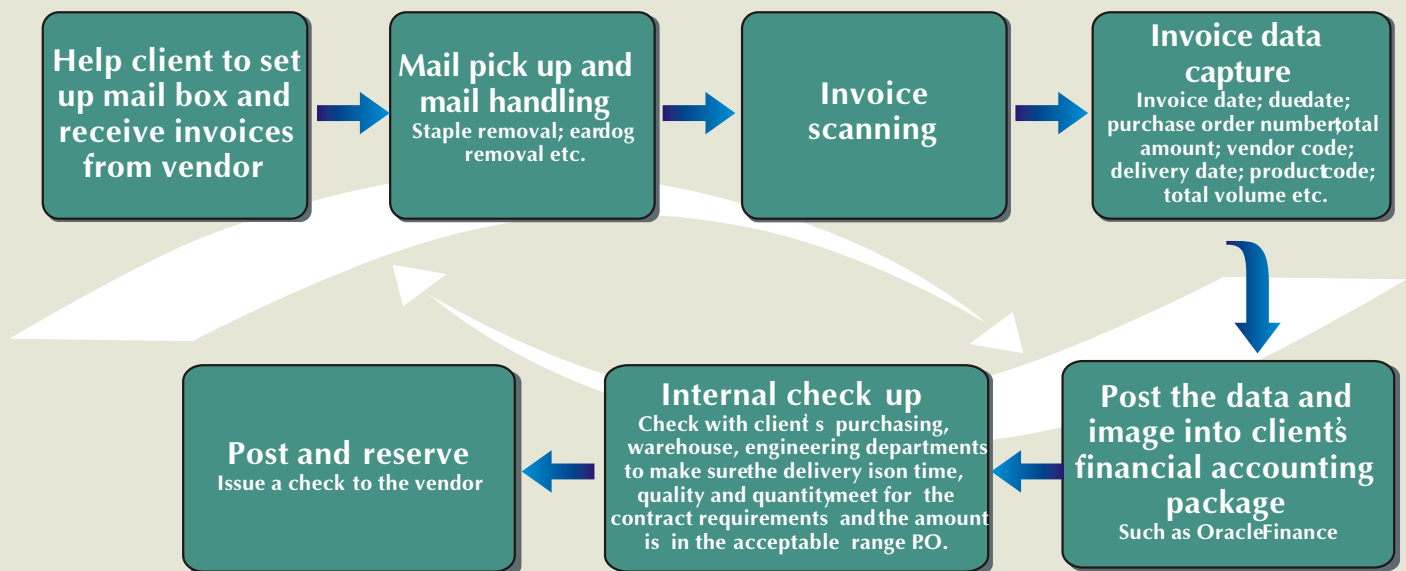 Help client to set
up mail box and
receive invoices
from vendor
Mail pick up and
mail handling
Staple removal; eardog
removal etc.
Invoice
scanning
Invoice data
capture
Invoice date; duedate;
purchase order number;total
amount; vendor code;
delivery date; productcode;
total volume etc.
Post the data and
image into client's
financial accounting
package
Such as OracleFinance
Internal check up
Check with client's purchasing,
warehouse, engineering departments
to make surethe delivery ison time,
quality and quantitymeet for the
contract requirements andthe amount
is in the acceptable range P.O.
Post and reserve
Issue a check to the vendor